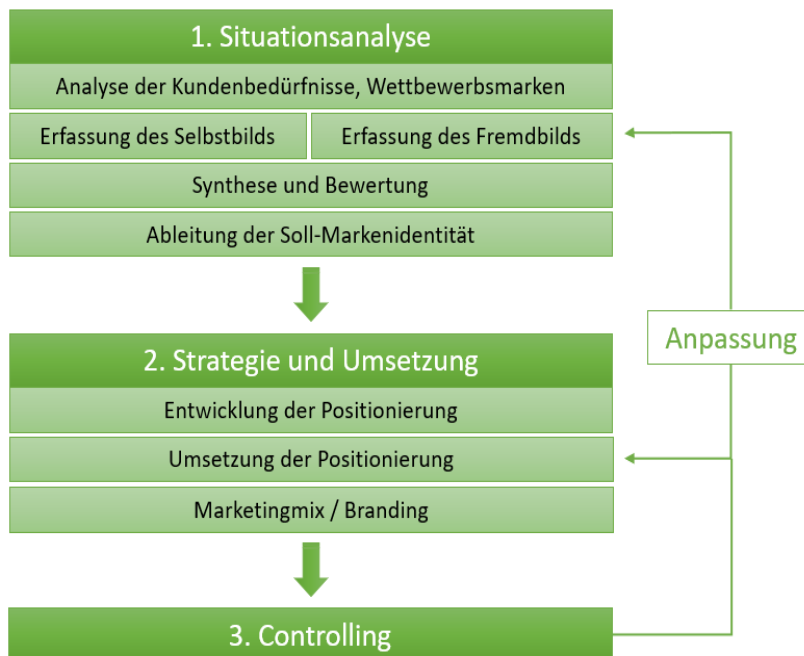 1. Situationsanalyse
Analyse der Kundenbedürfnisse, Wettbewerbsmarken
Erfassung des Selbstbilds
Erfassung des Fremdbilds
Synthese und Bewertung
Ableitung der Soll-Markenidentität
Anpassung
2. Strategie und Umsetzung
Entwicklung der Positionierung
Umsetzung der Positionierung
Marketingmix / Branding
3. Controlling